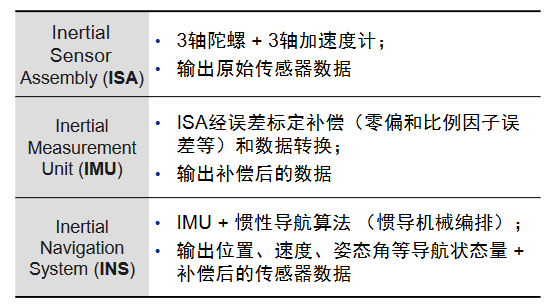 Inertial
Sensor
Assembly (ISA)
• 3轴陀螺 + 3轴加速度计；
• 输出原始传感器数据
Inertial
Measurement
Unit (IMU)
• ISA经误差标定补偿（零偏和比例因子误
差等）和数据转换；
• 输出补偿后的数据
Inertial
Navigation
System (INS)
• IMU + 惯性导航算法 （惯导机械编排）；
• 输出位置、速度、姿态角等导航状态量 +
补偿后的传感器数据